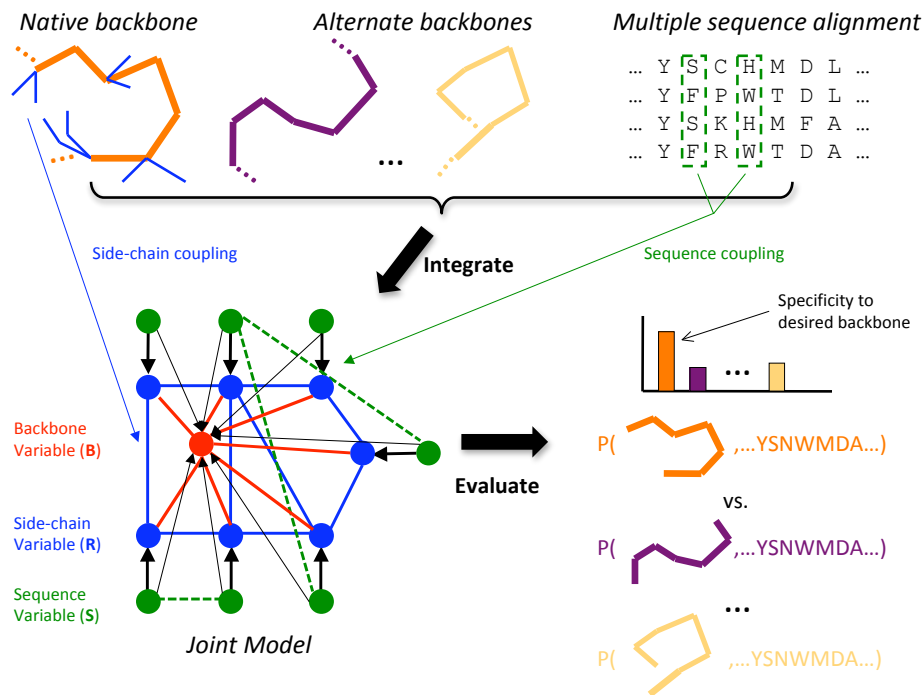 Native backbone
Alternate backbones
Multiple sequence alignment
... Y S C H M D L ...
... Y F P W T D L ...
... Y S K H M F A ...
... Y F R W T D A ...
...
Side-chain coupling
Integrate
Sequence coupling
Specificity to
desired backbone
...
Backbone
Variable (B)
Side-chain
Variable (R)
Sequence
Variable (S)
Joint Model
Evaluate
P( ,...YSNWMDA...)
vs.
P( ,...YSNWMDA...)
...
P( ,...YSNWMDA...)